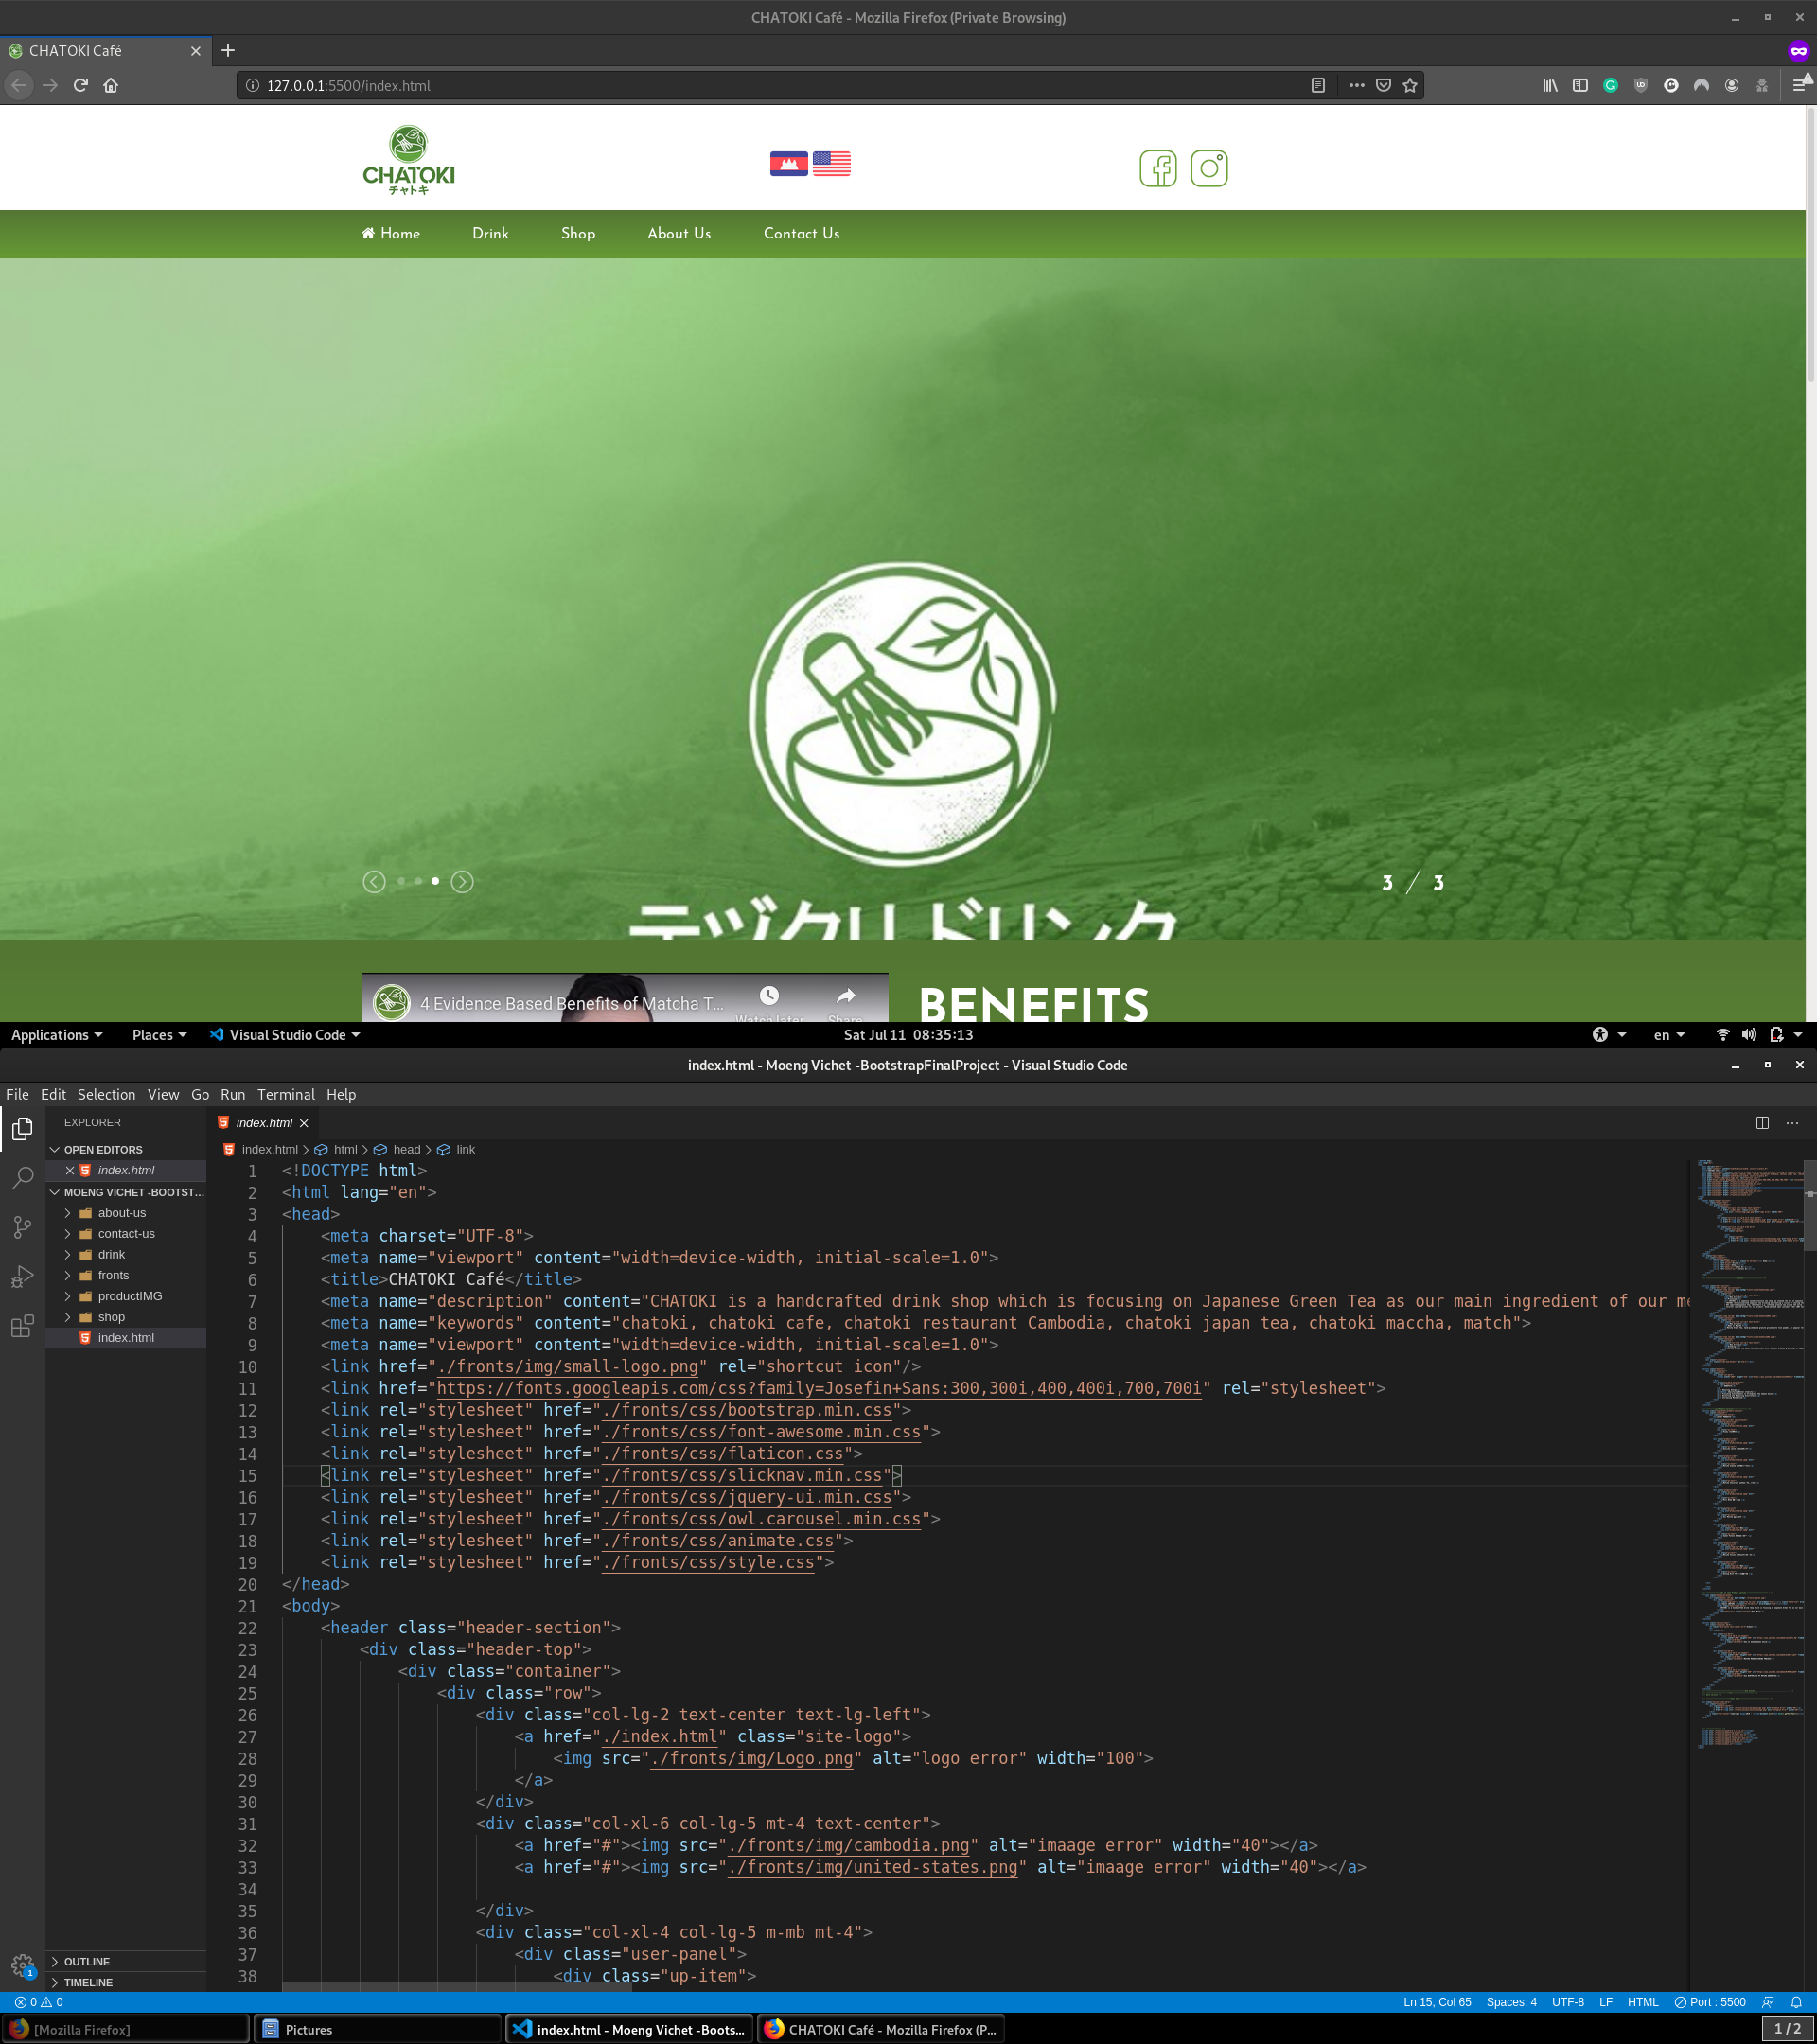 CHATOKI Café - Mozilla Firefox (Private Browsing)
CHATOKI Café
127.0.0.1:5500/index.html
CHATOKI
チャトキ
Home Drink Shop About Us Contact Us
3 / 3
テヅクリドリンク
4 Evidence Based Benefits of Matcha T...
Watch later Share
BENEFITS
Applications Places Visual Studio Code Sat Jul 11 08:35:13 en
index.html - Moeng Vichet -BootstrapFinalProject - Visual Studio Code
File Edit Selection View Go Run Terminal Help
EXPLORER
OPEN EDITORS
index.html
MOENG VICHET -BOOTST...
about-us
contact-us
drink
fronts
productIMG
shop
index.html
OUTLINE
TIMELINE
index.html
index.html > html > head > link
1 <!DOCTYPE html>
2 <html lang="en">
3 <head>
4 <meta charset="UTF-8">
5 <meta name="viewport" content="width=device-width, initial-scale=1.0">
6 <title>CHATOKI Café</title>
7 <meta name="description" content="CHATOKI is a handcrafted drink shop which is focusing on Japanese Green Tea as our main ingredient of our me
8 <meta name="keywords" content="chatoki, chatoki cafe, chatoki restaurant Cambodia, chatoki japan tea, chatoki maccha, match">
9 <meta name="viewport" content="width=device-width, initial-scale=1.0">
10 <link href="./fronts/img/small-logo.png" rel="shortcut icon"/>
11 <link href="https://fonts.googleapis.com/css?family=Josefin+Sans:300,300i,400,400i,700,700i" rel="stylesheet">
12 <link rel="stylesheet" href="./fronts/css/bootstrap.min.css">
13 <link rel="stylesheet" href="./fronts/css/font-awesome.min.css">
14 <link rel="stylesheet" href="./fronts/css/flaticon.css">
15 <link rel="stylesheet" href="./fronts/css/slicknav.min.css">
16 <link rel="stylesheet" href="./fronts/css/jquery-ui.min.css">
17 <link rel="stylesheet" href="./fronts/css/owl.carousel.min.css">
18 <link rel="stylesheet" href="./fronts/css/animate.css">
19 <link rel="stylesheet" href="./fronts/css/style.css">
20 </head>
21 <body>
22 <header class="header-section">
23 <div class="header-top">
24 <div class="container">
25 <div class="row">
26 <div class="col-lg-2 text-center text-lg-left">
27 <a href="./index.html" class="site-logo">
28 <img src="./fronts/img/Logo.png" alt="logo error" width="100">
29 </a>
30 </div>
31 <div class="col-xl-6 col-lg-5 mt-4 text-center">
32 <a href="#"><img src="./fronts/img/cambodia.png" alt="imaage error" width="40"></a>
33 <a href="#"><img src="./fronts/img/united-states.png" alt="imaage error" width="40"></a>
34
35 </div>
36 <div class="col-xl-4 col-lg-5 m-mb mt-4">
37 <div class="user-panel">
38 <div class="up-item">
1
0 0 Ln 15, Col 65 Spaces: 4 UTF-8 LF HTML Port : 5500
[Mozilla Firefox] Pictures index.html - Moeng Vichet -Boots... CHATOKI Café - Mozilla Firefox (P... 1 / 2